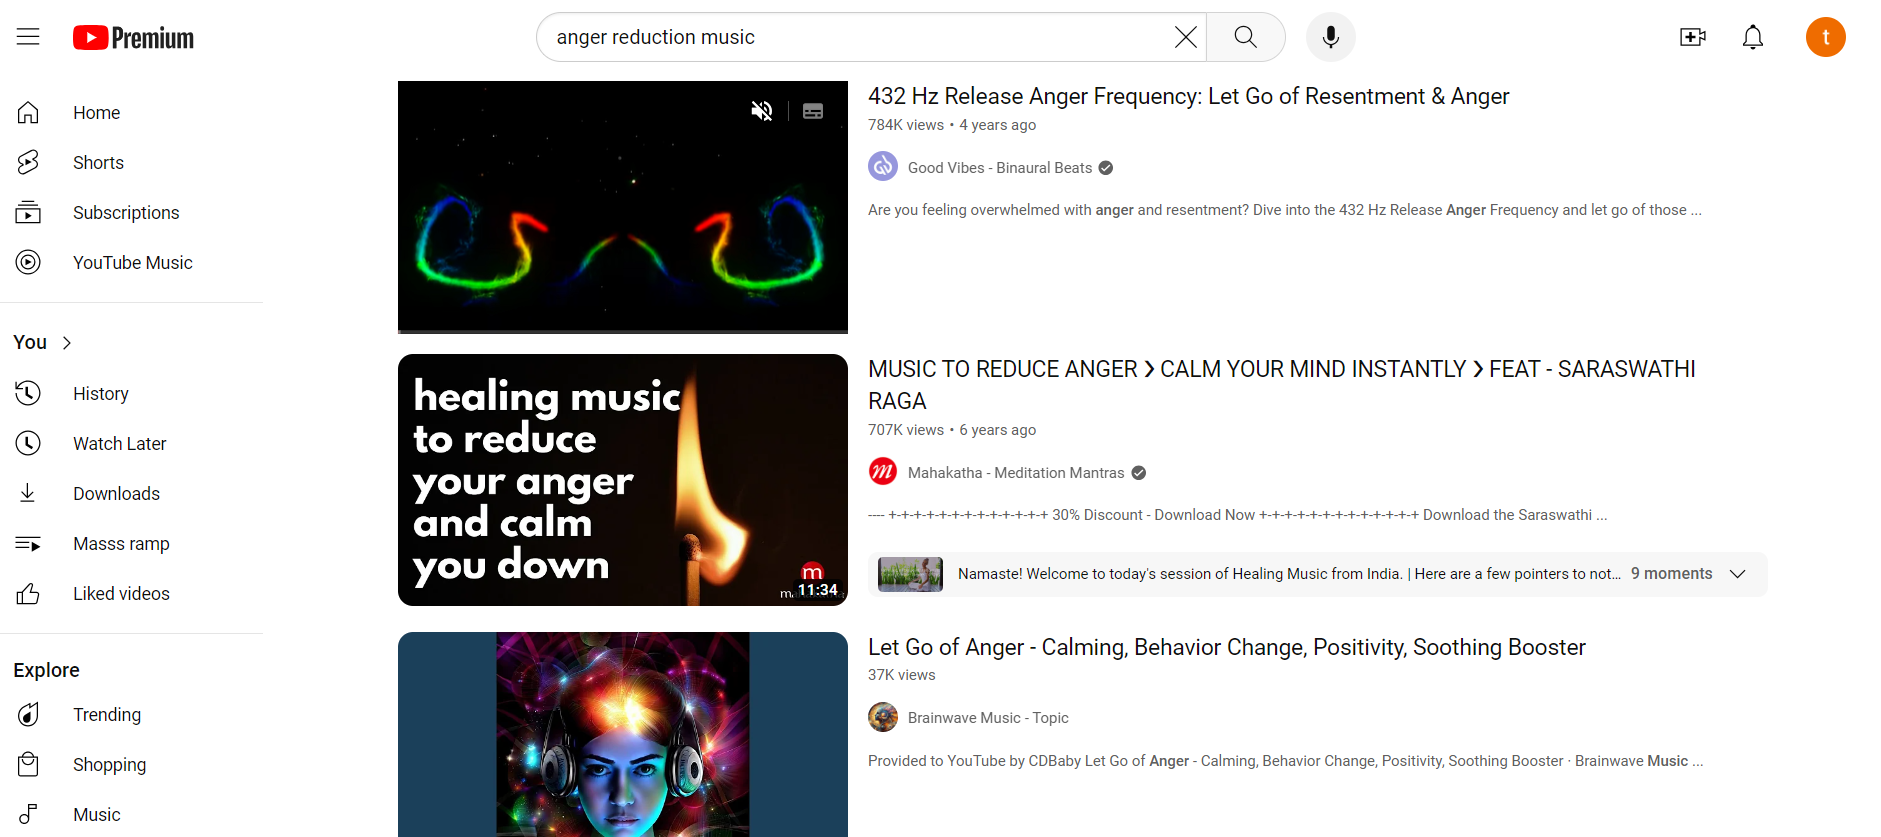 Premium
anger reduction music
t
Home
Shorts
Subscriptions
YouTube Music
You
History
Watch Later
Downloads
Masss ramp
Liked videos
Explore
Trending
Shopping
Music
432 Hz Release Anger Frequency: Let Go of Resentment & Anger
784K views • 4 years ago
Good Vibes - Binaural Beats
Are you feeling overwhelmed with anger and resentment? Dive into the 432 Hz Release Anger Frequency and let go of those ...
healing music
to reduce
your anger
and calm
you down
m
11:34
MUSIC TO REDUCE ANGER ❯ CALM YOUR MIND INSTANTLY ❯ FEAT - SARASWATHI
RAGA
707K views • 6 years ago
m
Mahakatha - Meditation Mantras
---- +-+-+-+-+-+-+-+-+-+-+-+-+ 30% Discount - Download Now +-+-+-+-+-+-+-+-+-+-+-+-+ Download the Saraswathi ...
Namaste! Welcome to today's session of Healing Music from India. | Here are a few pointers to not...
9 moments
Let Go of Anger - Calming, Behavior Change, Positivity, Soothing Booster
37K views
Brainwave Music - Topic
Provided to YouTube by CDBaby Let Go of Anger - Calming, Behavior Change, Positivity, Soothing Booster · Brainwave Music ...